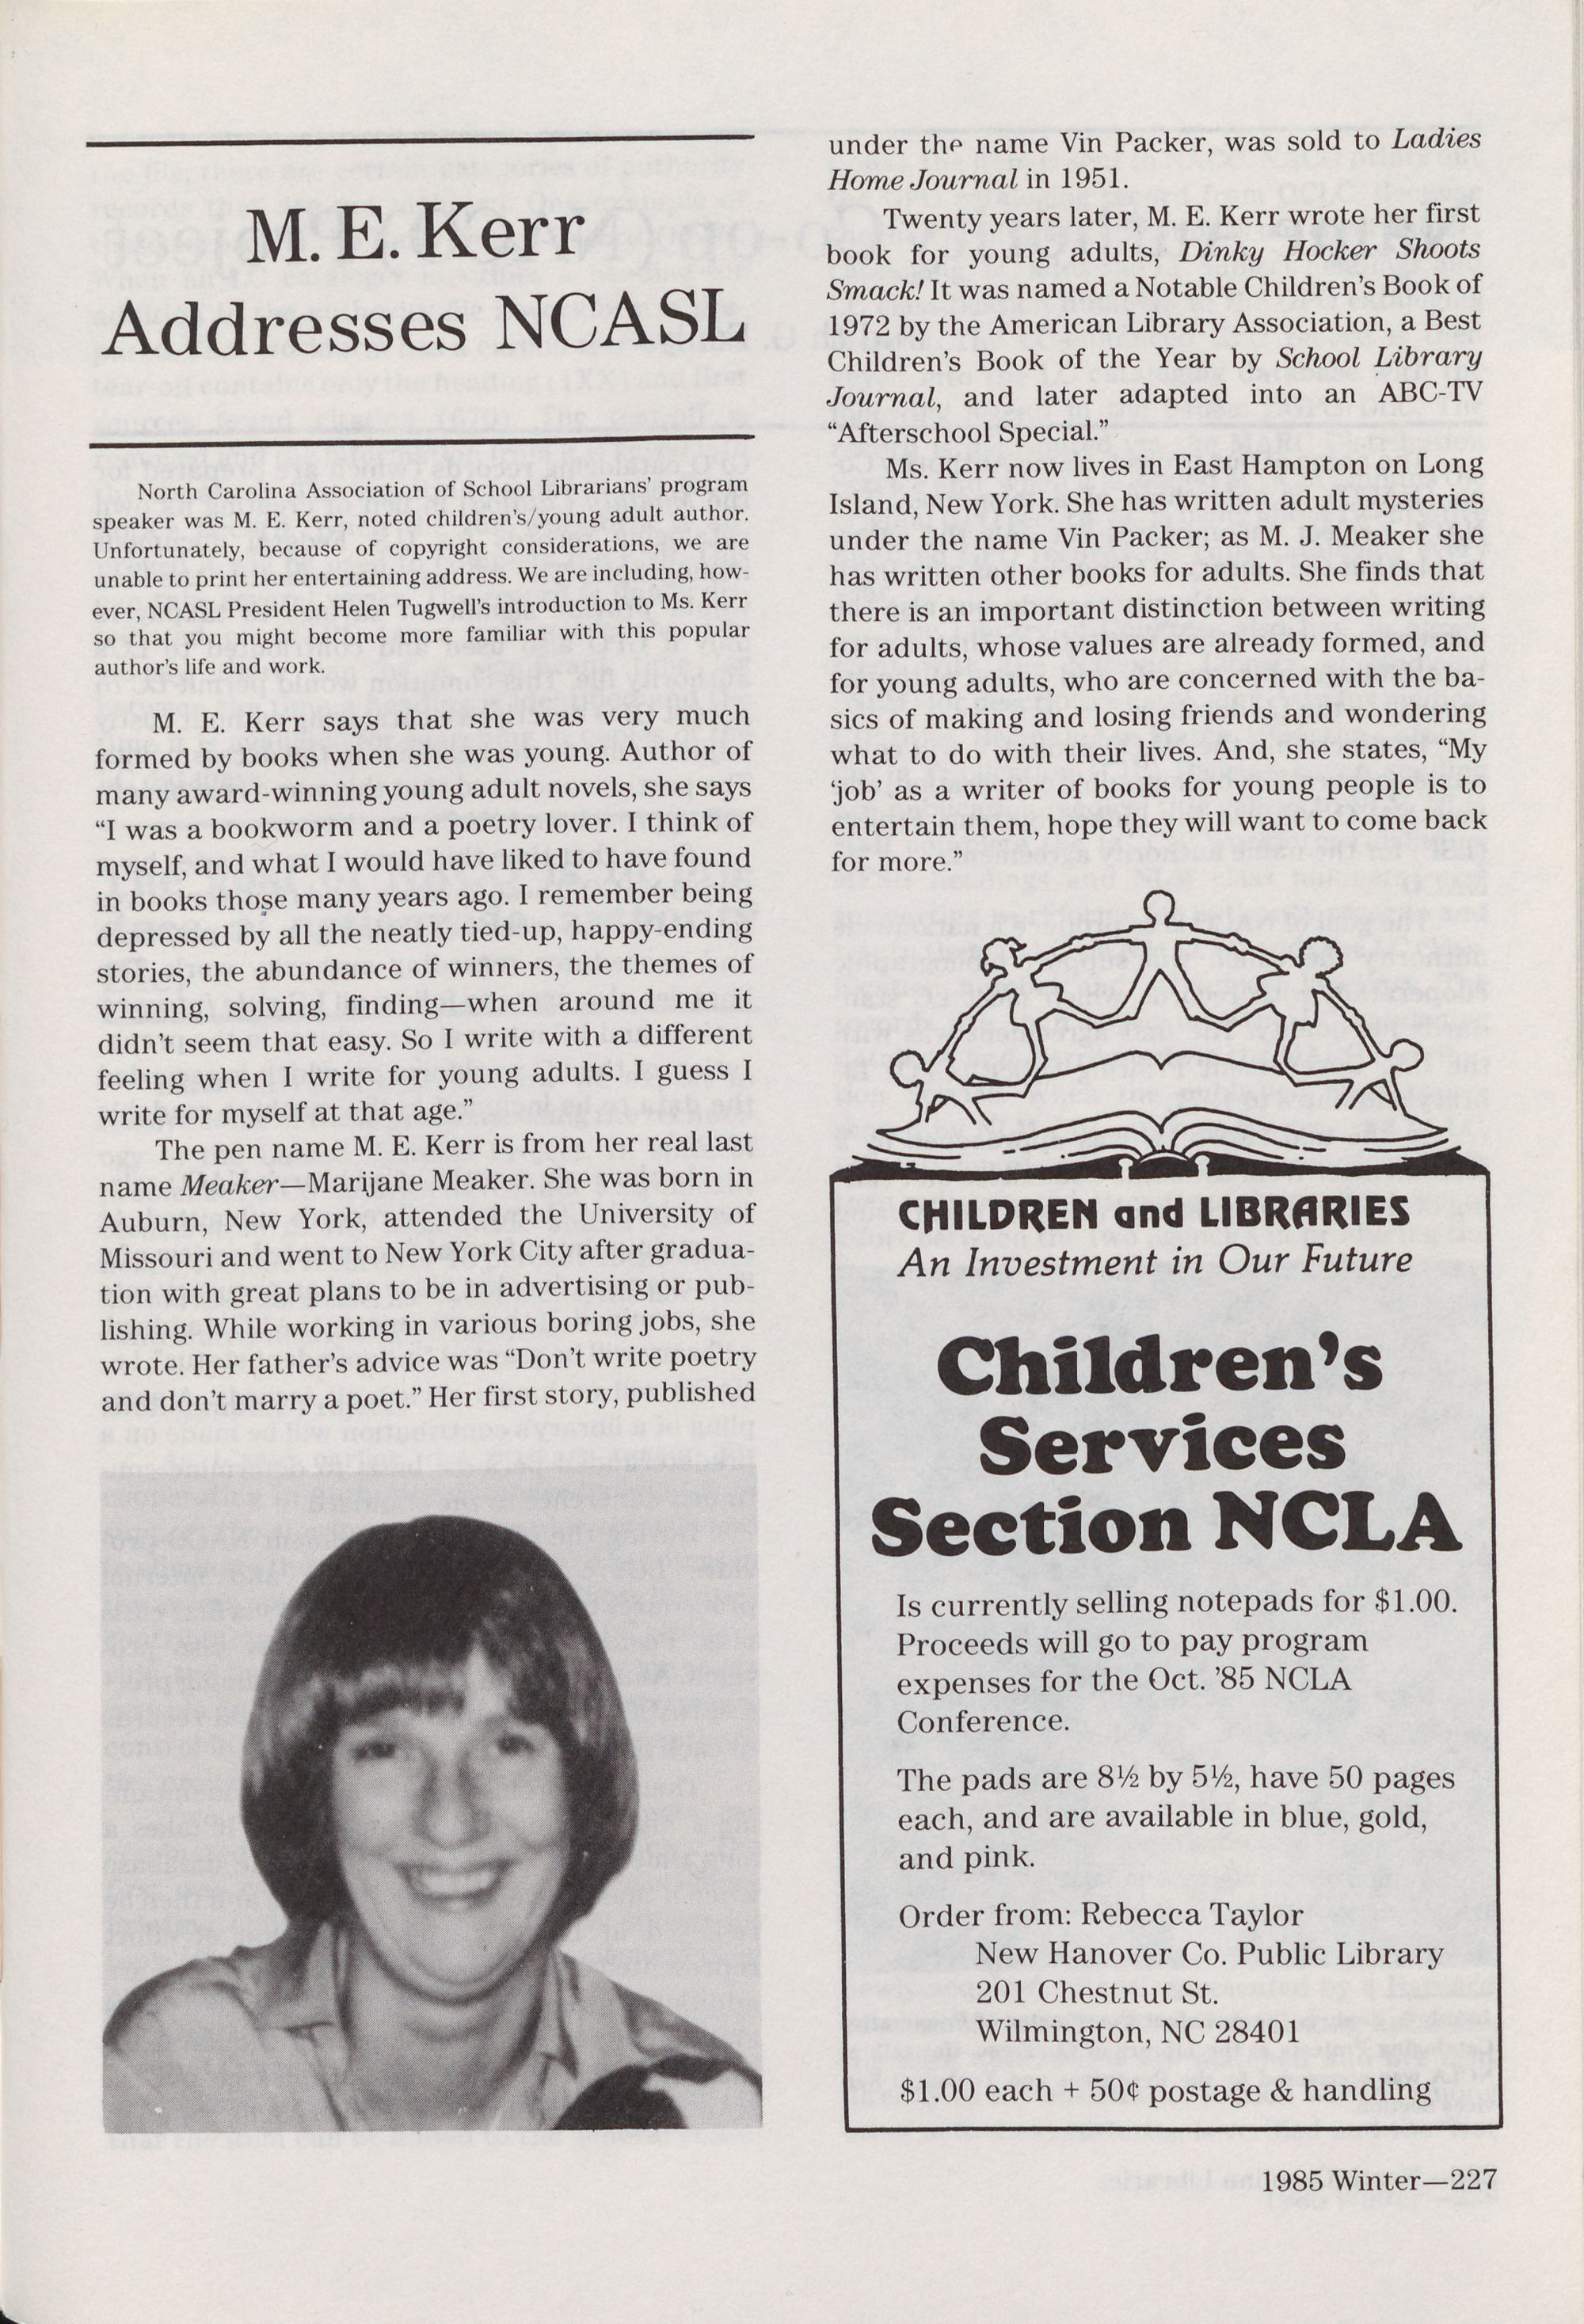 M. E. Kerr
Addresses NCASL
North Carolina Association of School Librarians' program
speaker was M. E. Kerr, noted children's/young adult author.
Unfortunately, because of copyright considerations, we are
unable to print her entertaining address. We are including, how-
ever, NCASL President Helen Tugwell's introduction to Ms. Kerr
so that you might become more familiar with this popular
author's life and work.
M. E. Kerr says that she was very much
formed by books when she was young. Author of
many award-winning young adult novels, she says
“I was a bookworm and a poetry lover. I think of
myself, and what I would have liked to have found
in books those many years ago. I remember being
depressed by all the neatly tied-up, happy-ending
stories, the abundance of winners, the themes of
winning, solving, finding—when around me it
didn't seem that easy. So I write with a different
feeling when I write for young adults. I guess I
write for myself at that age.”
The pen name M. E. Kerr is from her real last
name Meaker—Marijane Meaker. She was born in
Auburn, New York, attended the University of
Missouri and went to New York City after gradua-
tion with great plans to be in advertising or pub-
lishing. While working in various boring jobs, she
wrote. Her father's advice was “Don't write poetry
and don't marry a poet.” Her first story, published
under the name Vin Packer, was sold to Ladies
Home Journal in 1951.
Twenty years later, M. E. Kerr wrote her first
book for young adults, Dinky Hocker Shoots
Smack! It was named a Notable Children's Book of
1972 by the American Library Association, a Best
Children's Book of the Year by School Library
Journal, and later adapted into an ABC-TV
“Afterschool Special.”
Ms. Kerr now lives in East Hampton on Long
Island, New York. She has written adult mysteries
under the name Vin Packer; as M. J. Meaker she
has written other books for adults. She finds that
there is an important distinction between writing
for adults, whose values are already formed, and
for young adults, who are concerned with the ba-
sics of making and losing friends and wondering
what to do with their lives. And, she states, “My
‘job’ as a writer of books for young people is to
entertain them, hope they will want to come back
for more.”
CHILDREN and LIBRARIES
An Investment in Our Future
Children's
Services
Section NCLA
Is currently selling notepads for $1.00.
Proceeds will go to pay program
expenses for the Oct. '85 NCLA
Conference.
The pads are 8½ by 5½, have 50 pages
each, and are available in blue, gold,
and pink.
Order from: Rebecca Taylor
New Hanover Co. Public Library
201 Chestnut St.
Wilmington, NC 28401
$1.00 each + 50¢ postage & handling
1985 Winter—227